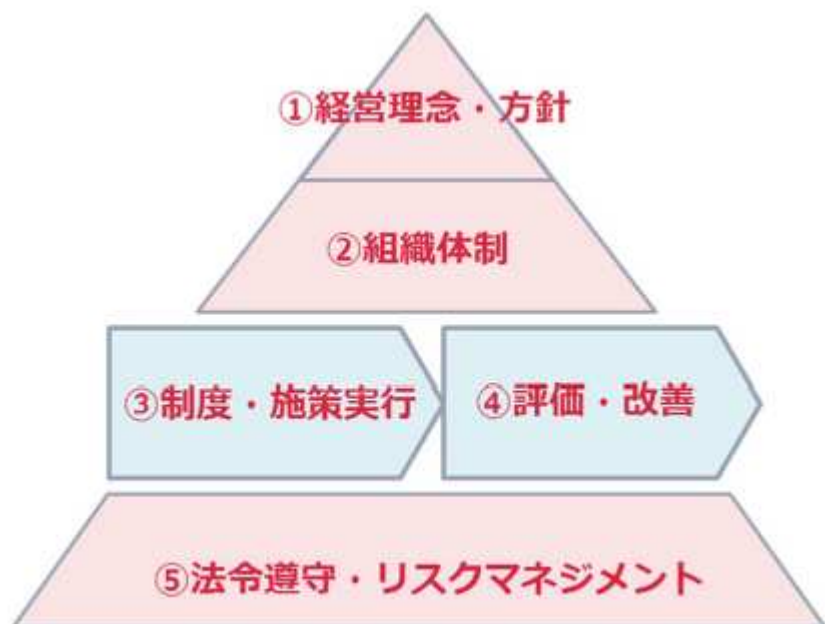 ①経営理念・方針
②組織体制
③制度・施策実行
④評価・改善
⑤法令遵守・リスクマネジメント